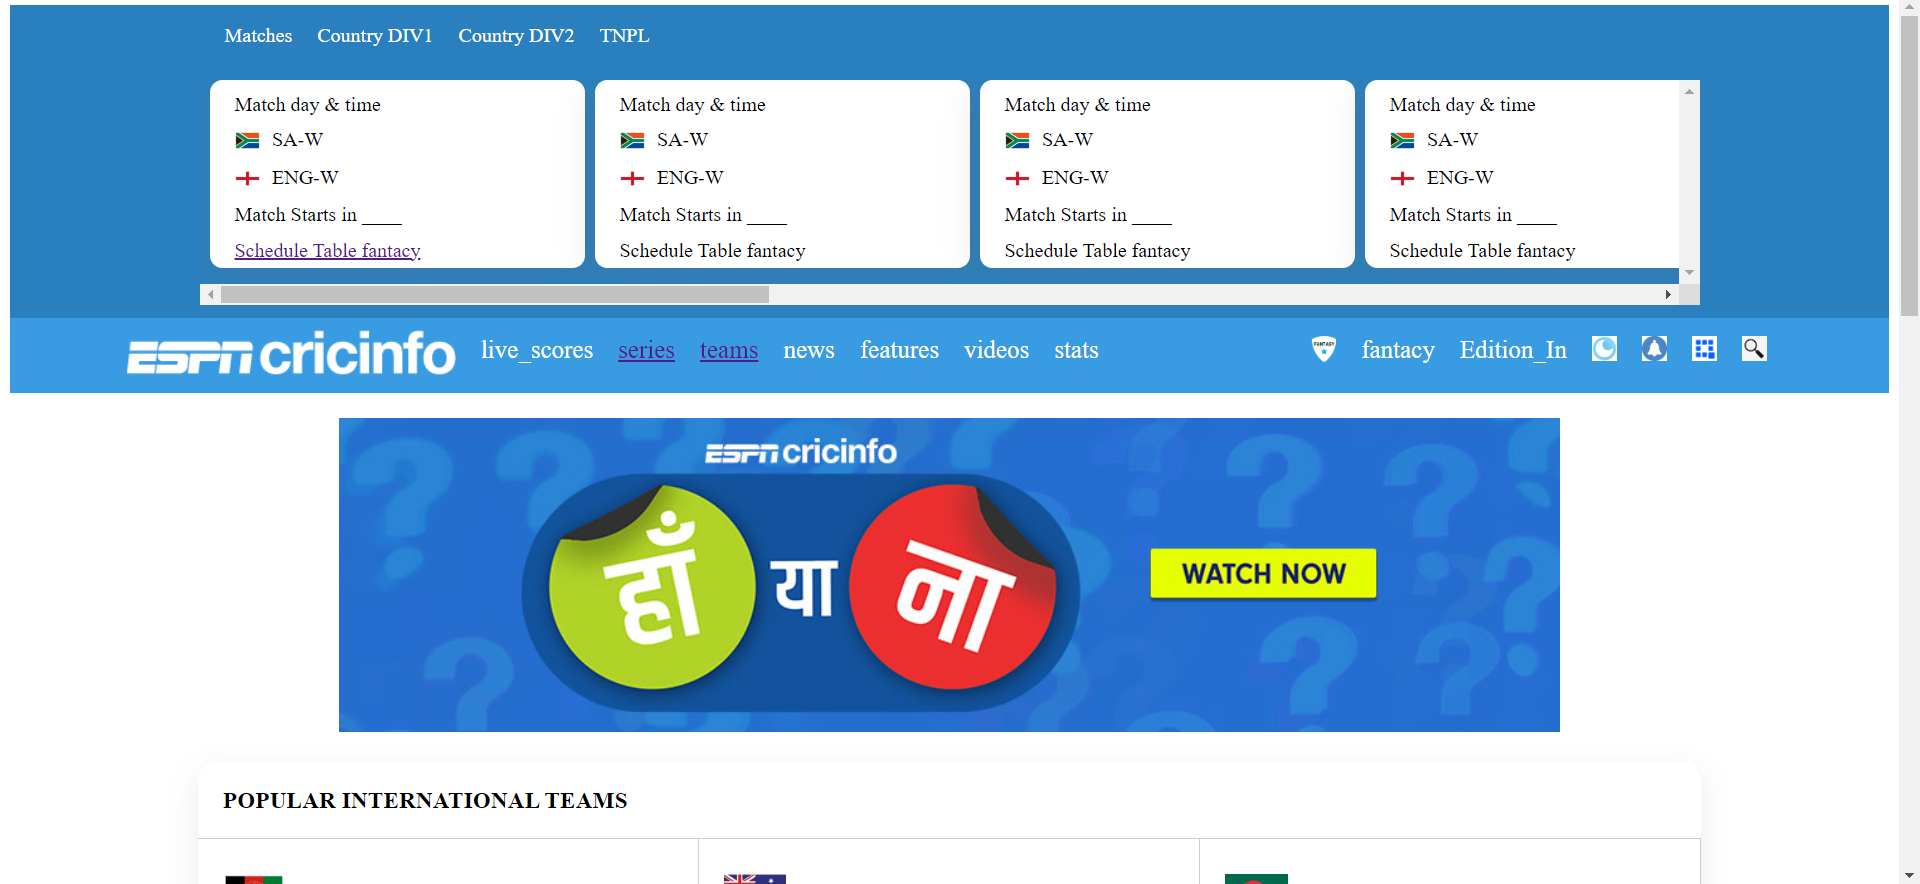 Matches Country DIV1 Country DIV2 TNPL
Match day & time
SA-W
ENG-W
Match Starts in ____
Schedule Table fantacy
Match day & time
SA-W
ENG-W
Match Starts in ____
Schedule Table fantacy
Match day & time
SA-W
ENG-W
Match Starts in ____
Schedule Table fantacy
Match day & time
SA-W
ENG-W
Match Starts in ____
Schedule Table fantacy
ESPN cricinfo live_scores series teams news features videos stats FANTASY fantacy Edition_In
ESPN cricinfo
हाँ या ना
WATCH NOW
POPULAR INTERNATIONAL TEAMS